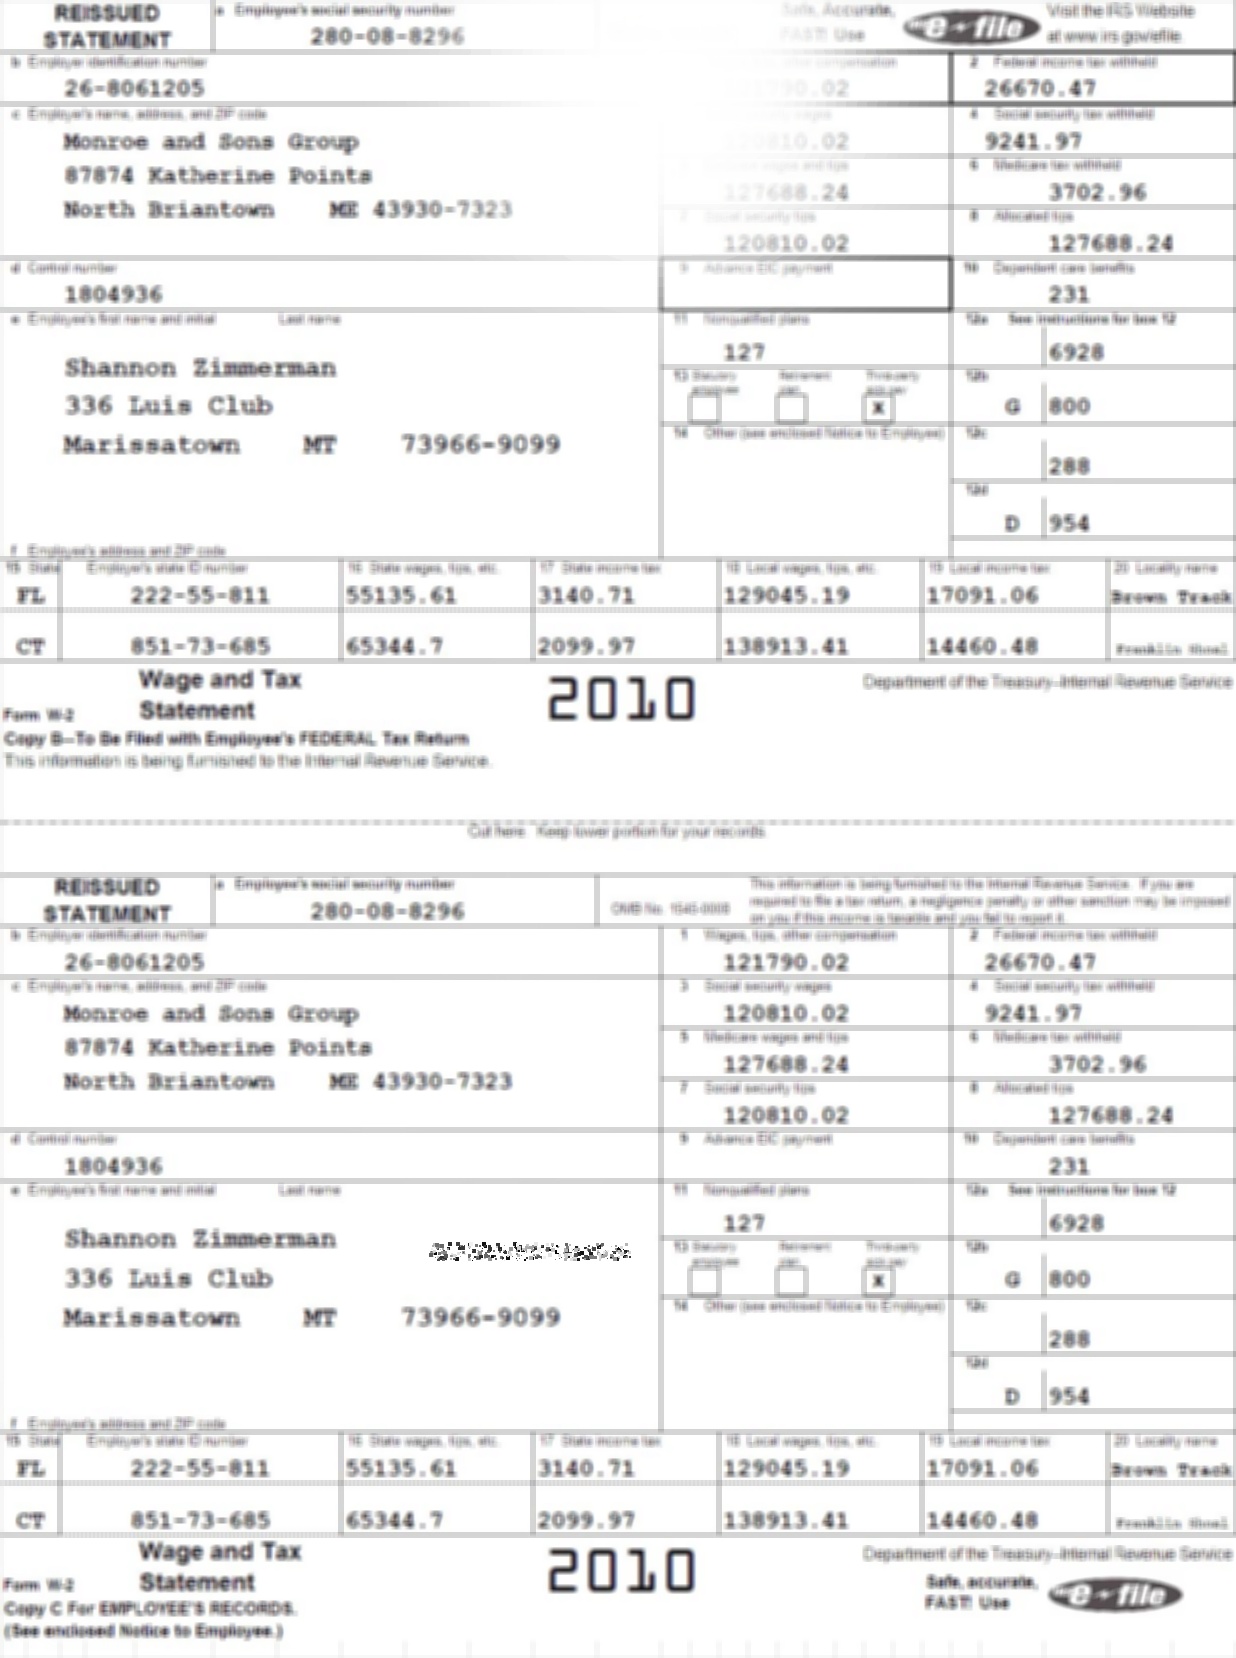 REISSUED STATEMENT
a Employee's social security number
280-08-8296
Safe, Accurate, FAST! Use
e-file
Visit the IRS Website at www.irs.gov/efile.
b Employer identification number
26-8061205
2 Federal income tax withheld
26670.47
c Employer's name, address, and ZIP code
Monroe and Sons Group
87874 Katherine Points
North Briantown ME 43930-7323
4 Social security tax withheld
9241.97
127688.24
6 Medicare tax withheld
3702.96
7 Social security tips
120810.02
8 Allocated tips
127688.24
d Control number
1804936
9 Advance EIC payment
10 Dependent care benefits
231
e Employee's first name and initial Last name
Shannon Zimmerman
336 Luis Club
Marissatown MT 73966-9099
11 Nonqualified plans
127
12a See instructions for box 12
6928
13 Statutory employee Retirement plan Third-party sick pay
X
12b
G 800
14 Other (see enclosed Notice to Employee)
12c
288
12d
D 954
f Employee's address and ZIP code
15 State Employer's state ID number 16 State wages, tips, etc. 17 State income tax 18 Local wages, tips, etc. 19 Local income tax 20 Locality name
FL 222-55-811 55135.61 3140.71 129045.19 17091.06 Brown Track
CT 851-73-685 65344.7 2099.97 138913.41 14460.48 Franklin Shoal
Form W-2 Wage and Tax Statement
2010
Department of the Treasury-Internal Revenue Service
Copy B-To Be Filed with Employee's FEDERAL Tax Return
This information is being furnished to the Internal Revenue Service.
Cut here Keep lower portion for your records
REISSUED STATEMENT
a Employee's social security number
280-08-8296
OMB No. 1545-0008
This information is being furnished to the Internal Revenue Service. If you are
required to file a tax return, a negligence penalty or other sanction may be imposed
on you if this income is taxable and you fail to report it.
b Employer identification number
26-8061205
1 Wages, tips, other compensation
121790.02
2 Federal income tax withheld
26670.47
c Employer's name, address, and ZIP code
Monroe and Sons Group
87874 Katherine Points
North Briantown ME 43930-7323
3 Social security wages
120810.02
4 Social security tax withheld
9241.97
5 Medicare wages and tips
127688.24
6 Medicare tax withheld
3702.96
7 Social security tips
120810.02
8 Allocated tips
127688.24
d Control number
1804936
9 Advance EIC payment
10 Dependent care benefits
231
e Employee's first name and initial Last name
Shannon Zimmerman
336 Luis Club
Marissatown MT 73966-9099
11 Nonqualified plans
127
12a See instructions for box 12
6928
13 Statutory employee Retirement plan Third-party sick pay
X
12b
G 800
14 Other (see enclosed Notice to Employee)
12c
288
12d
D 954
f Employee's address and ZIP code
15 State Employer's state ID number 16 State wages, tips, etc. 17 State income tax 18 Local wages, tips, etc. 19 Local income tax 20 Locality name
FL 222-55-811 55135.61 3140.71 129045.19 17091.06 Brown Track
CT 851-73-685 65344.7 2099.97 138913.41 14460.48 Franklin Shoal
Form W-2 Wage and Tax Statement
2010
Department of the Treasury-Internal Revenue Service
Copy C For EMPLOYEE'S RECORDS.
(See enclosed Notice to Employee.)
Safe, accurate, FAST! Use
e-file